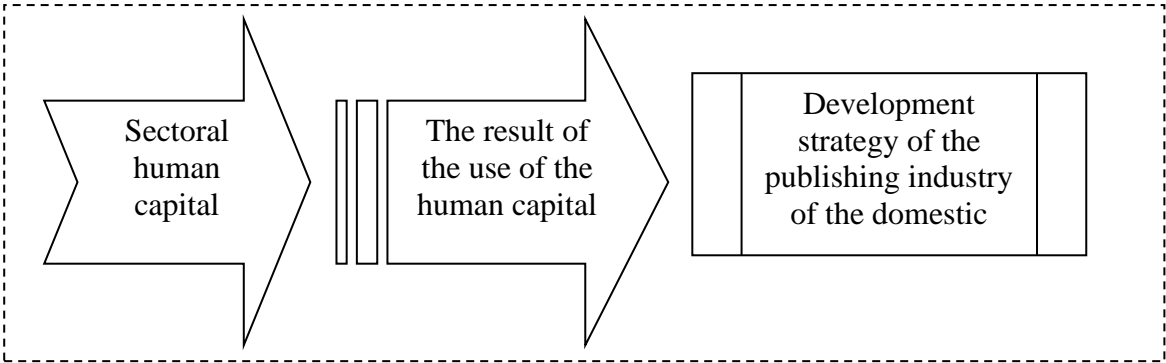 Sectoral
human
capital
The result of
the use of the
human capital
Development
strategy of the
publishing industry
of the domestic